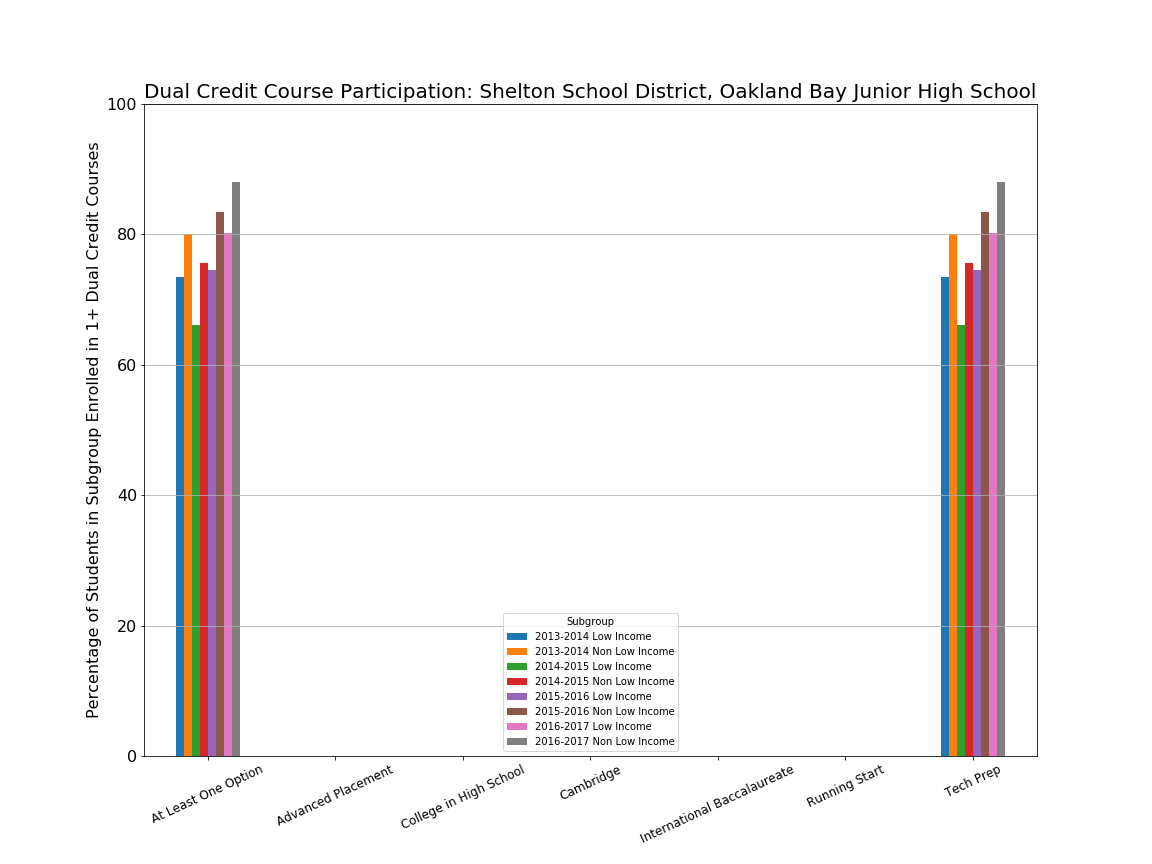 Dual Credit Course Participation: Shelton School District, Oakland Bay Junior High School
Percentage of Students in Subgroup Enrolled in 1+ Dual Credit Courses
100
80
60
40
20
0
Subgroup
2013-2014 Low Income
2013-2014 Non Low Income
2014-2015 Low Income
2014-2015 Non Low Income
2015-2016 Low Income
2015-2016 Non Low Income
2016-2017 Low Income
2016-2017 Non Low Income
At Least One Option
Advanced Placement
College in High School
Cambridge
International Baccalaureate
Running Start
Tech Prep